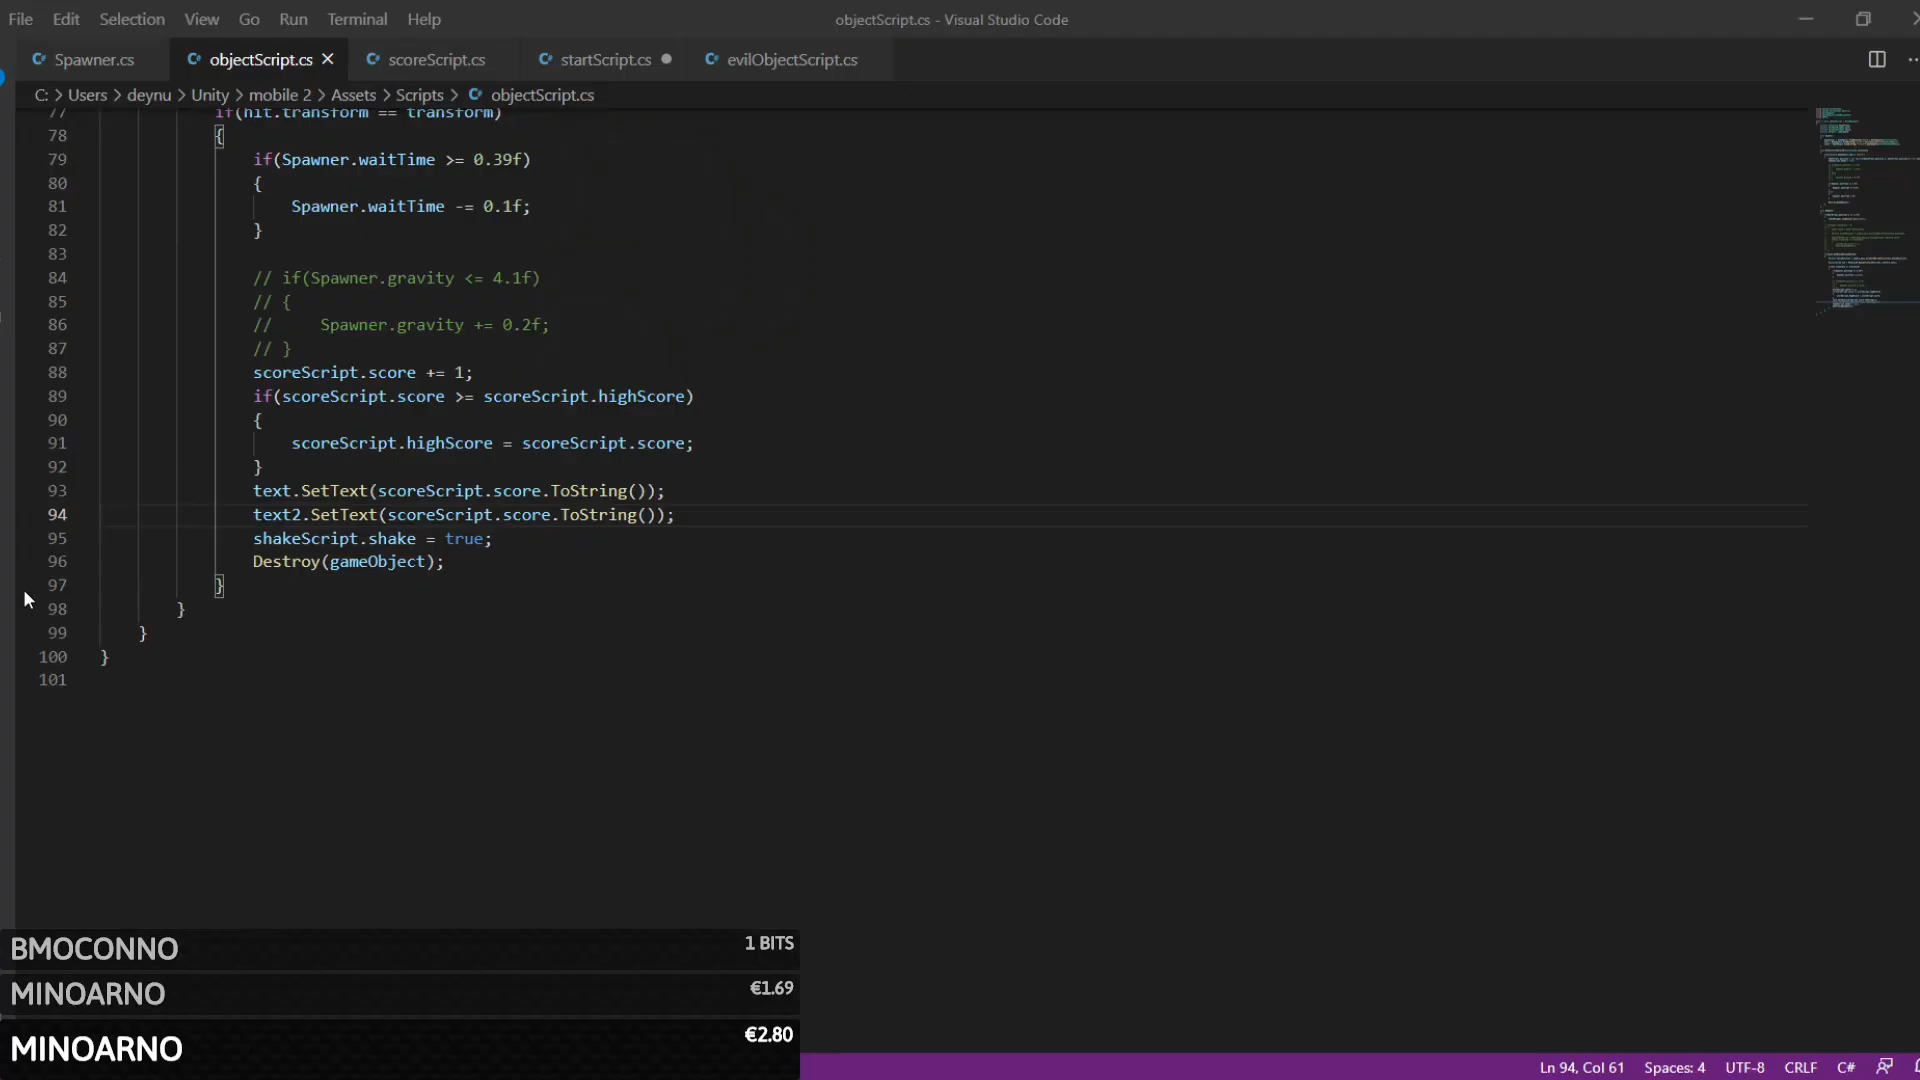 File Edit Selection View Go Run Terminal Help
objectScript.cs - Visual Studio Code
Spawner.cs
objectScript.cs
scoreScript.cs
startScript.cs
evilObjectScript.cs
C: > Users > deynu > Unity > mobile 2 > Assets > Scripts > objectScript.cs
77 if(hit.transform == transform)
78 {
79 if(Spawner.waitTime >= 0.39f)
80 {
81 Spawner.waitTime -= 0.1f;
82 }
83
84 // if(Spawner.gravity <= 4.1f)
85 // {
86 // Spawner.gravity += 0.2f;
87 // }
88 scoreScript.score += 1;
89 if(scoreScript.score >= scoreScript.highScore)
90 {
91 scoreScript.highScore = scoreScript.score;
92 }
93 text.SetText(scoreScript.score.ToString());
94 text2.SetText(scoreScript.score.ToString());
95 shakeScript.shake = true;
96 Destroy(gameObject);
97 }
98 }
99 }
100 }
101
BMOCONNO 1 BITS
MINOARNO €1.69
MINOARNO €2.80
Ln 94, Col 61 Spaces: 4 UTF-8 CRLF C#